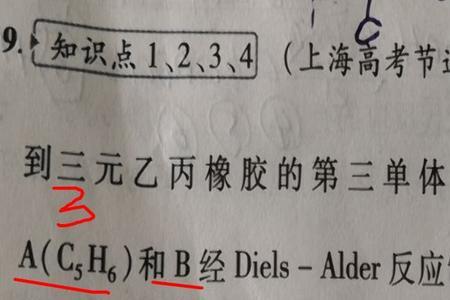 9. 知识点 1、2、3、4 (上海高考节
到三元乙丙橡胶的第三单体
3
A(C₅H₆)和 B 经 Diels – Alder 反应